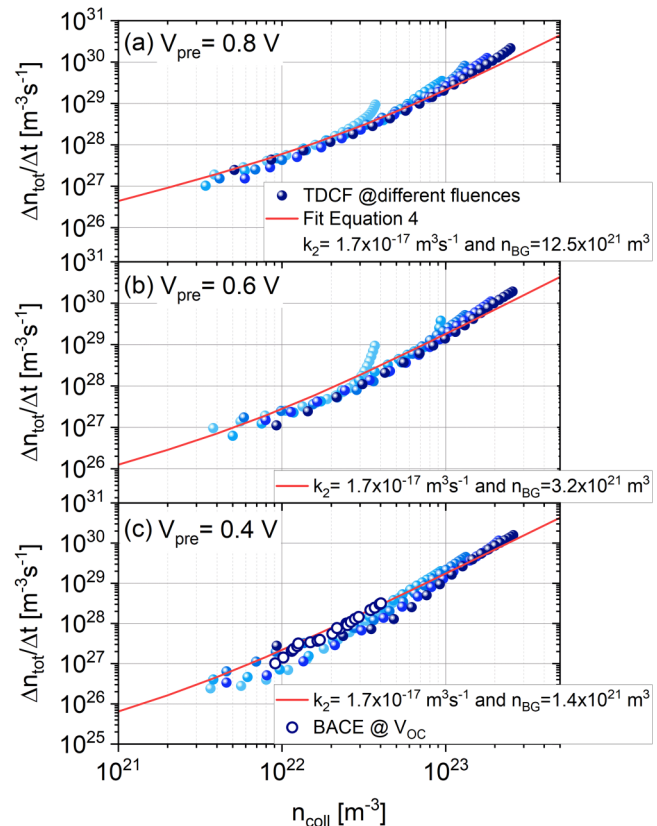 (a) V_pre= 0.8 V
10^31
10^30
10^29
10^28
10^27
10^26
Δn_tot/Δt [m^-3s^-1]
TDCF @different fluences
Fit Equation 4
k_2= 1.7x10^-17 m^3s^-1 and n_BG=12.5x10^21 m^3
(b) V_pre= 0.6 V
10^31
10^30
10^29
10^28
10^27
10^26
Δn_tot/Δt [m^-3s^-1]
k_2= 1.7x10^-17 m^3s^-1 and n_BG=3.2x10^21 m^3
(c) V_pre= 0.4 V
10^31
10^30
10^29
10^28
10^27
10^26
10^25
Δn_tot/Δt [m^-3s^-1]
k_2= 1.7x10^-17 m^3s^-1 and n_BG=1.4x10^21 m^3
BACE @ V_OC
10^21 10^22 10^23
n_coll [m^-3]